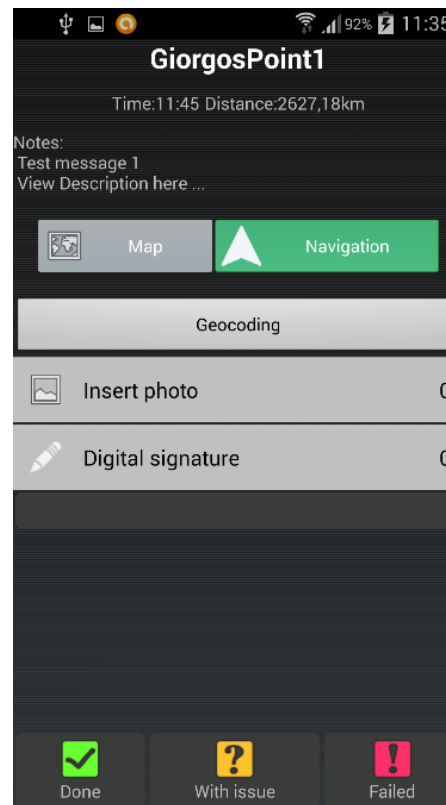 92% 11:35
GiorgosPoint1
Time:11:45 Distance:2627,18km
Notes:
Test message 1
View Description here ...
Map Navigation
Geocoding
Insert photo 0
Digital signature 0
Done With issue Failed